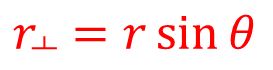 r⊥ = r sin θ